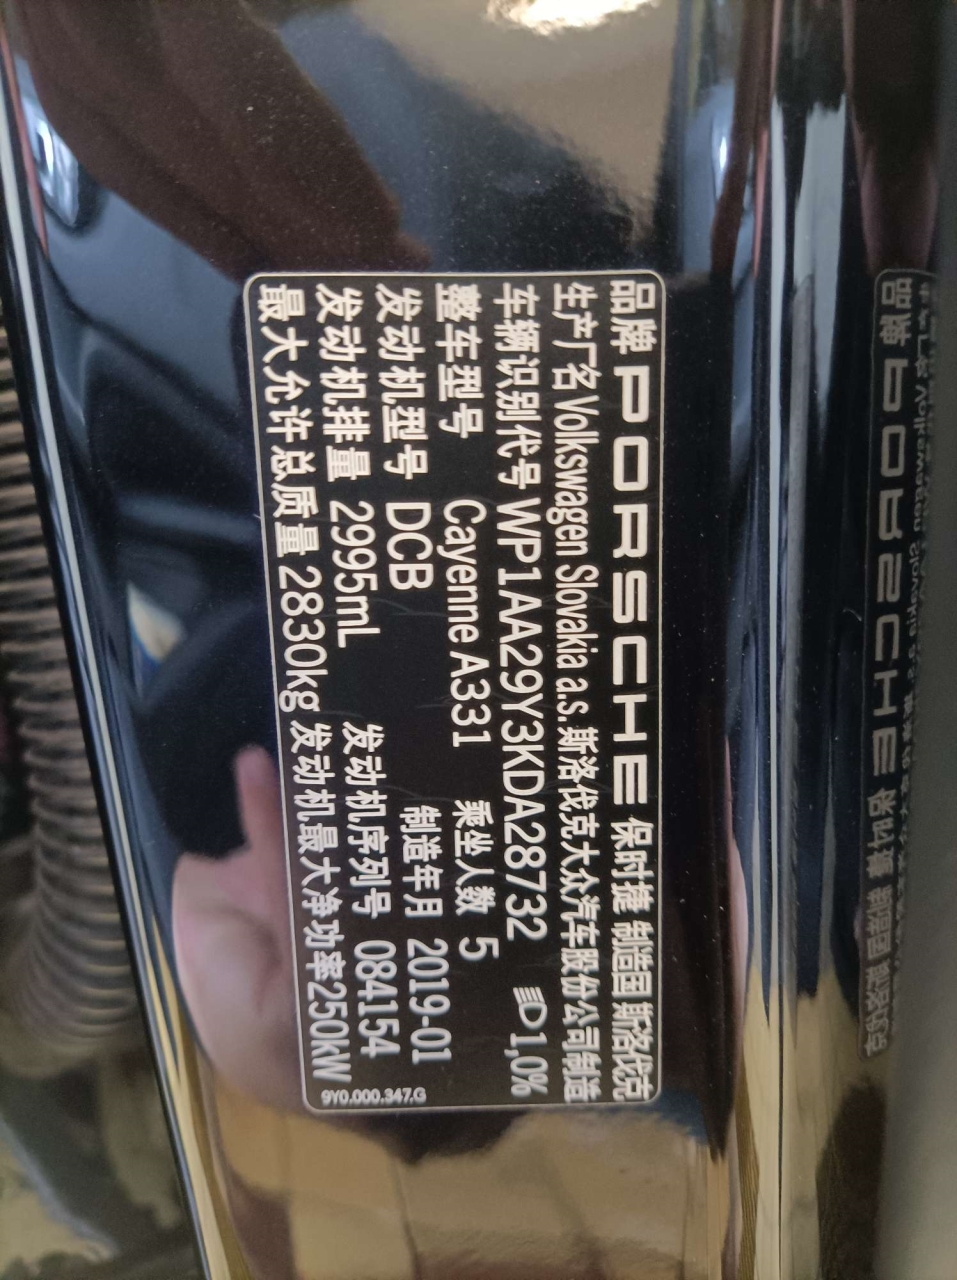 品牌 PORSCHE 保时捷 制造国 斯洛伐克
生产厂名 Volkswagen Slovakia a.s. 斯洛伐克大众汽车股份公司制造
车辆识别代号 WP1AA29Y3KDA28732 1,0%
整车型号 Cayenne A331 乘坐人数 5
发动机型号 DCB 制造年月 2019-01
发动机排量 2995mL 发动机序列号 084154
最大允许总质量 2830kg 发动机最大净功率250kW
9Y0.000.347.G